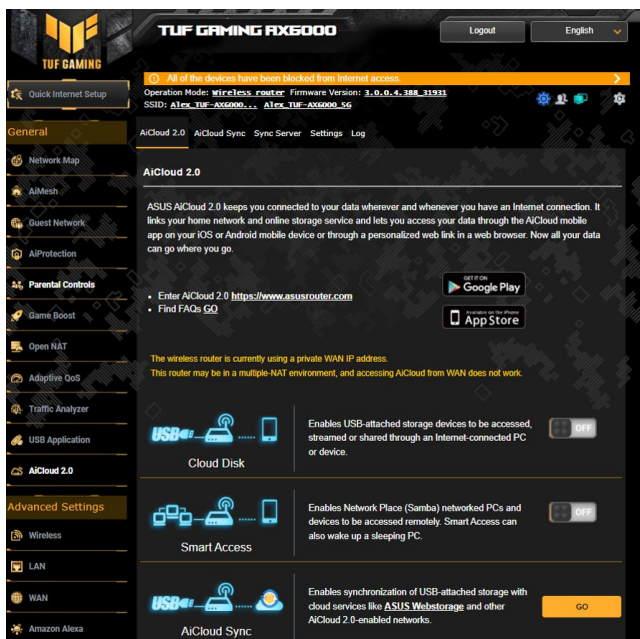 TUF GAMING
TUF GAMING AX6000
Logout
English
All of the devices have been blocked from Internet access.
Quick Internet Setup
Operation Mode: Wireless router Firmware Version: 3.0.0.4.388_31931
SSID: Alex_TUF-AX6000... Alex_TUF-AX6000_5G
General
Network Map
AiMesh
Guest Network
AiProtection
Parental Controls
Game Boost
Open NAT
Adaptive QoS
Traffic Analyzer
USB Application
AiCloud 2.0
Advanced Settings
Wireless
LAN
WAN
Amazon Alexa
AiCloud 2.0 AiCloud Sync Sync Server Settings Log
AiCloud 2.0
ASUS AiCloud 2.0 keeps you connected to your data wherever and whenever you have an Internet connection. It
links your home network and online storage service and lets you access your data through the AiCloud mobile
app on your iOS or Android mobile device or through a personalized web link in a web browser. Now all your data
can go where you go.
Enter AiCloud 2.0 https://www.asusrouter.com
Find FAQs GO
GET IT ON
Google Play
Available on the iPhone
App Store
The wireless router is currently using a private WAN IP address.
This router may be in a multiple-NAT environment, and accessing AiCloud from WAN does not work.
USB
Cloud Disk
Enables USB-attached storage devices to be accessed,
streamed or shared through an Internet-connected PC
or device.
OFF
Smart Access
Enables Network Place (Samba) networked PCs and
devices to be accessed remotely. Smart Access can
also wake up a sleeping PC.
OFF
USB
AiCloud Sync
Enables synchronization of USB-attached storage with
cloud services like ASUS Webstorage and other
AiCloud 2.0-enabled networks.
GO